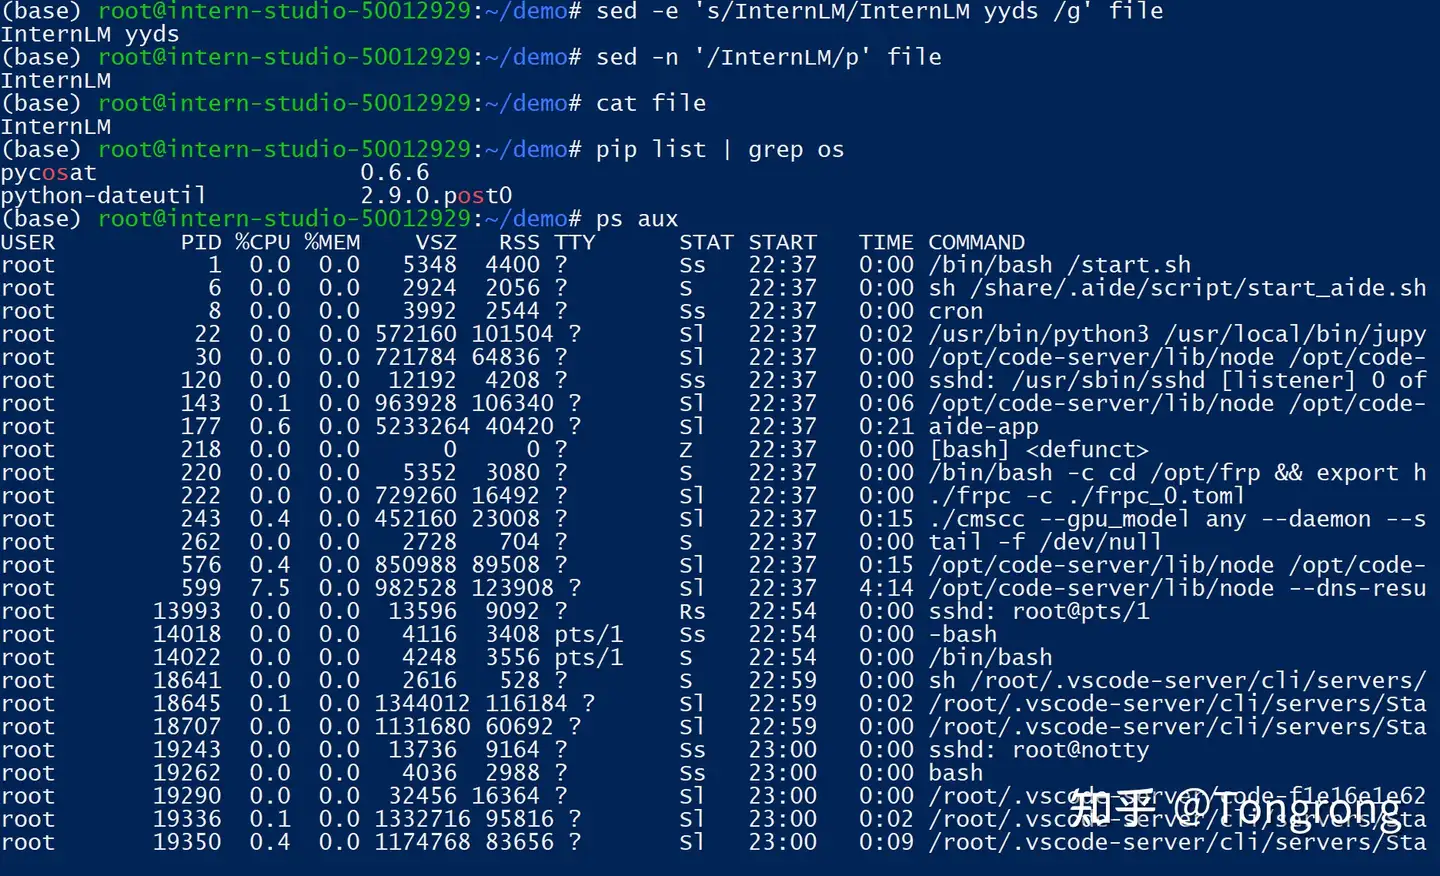 (base) root@intern-studio-50012929:~/demo# sed -e 's/InternLM/InternLM yyds /g' file
InternLM yyds
(base) root@intern-studio-50012929:~/demo# sed -n '/InternLM/p' file
InternLM
(base) root@intern-studio-50012929:~/demo# cat file
InternLM
(base) root@intern-studio-50012929:~/demo# pip list | grep os
pycosat                   0.6.6
python-dateutil           2.9.0.post0
(base) root@intern-studio-50012929:~/demo# ps aux
USER         PID %CPU %MEM    VSZ   RSS TTY      STAT START   TIME COMMAND
root           1  0.0  0.0   5348  4400 ?        Ss   22:37   0:00 /bin/bash /start.sh
root           6  0.0  0.0   2924  2056 ?        S    22:37   0:00 sh /share/.aide/script/start_aide.sh
root           8  0.0  0.0   3992  2544 ?        Ss   22:37   0:00 cron
root          22  0.0  0.0 572160 101504 ?       Sl   22:37   0:02 /usr/bin/python3 /usr/local/bin/jupy
root          30  0.0  0.0 721784 64836 ?        Sl   22:37   0:00 /opt/code-server/lib/node /opt/code-
root         120  0.0  0.0  12192  4208 ?        Ss   22:37   0:00 sshd: /usr/sbin/sshd [listener] 0 of
root         143  0.1  0.0 963928 106340 ?       Sl   22:37   0:06 /opt/code-server/lib/node /opt/code-
root         177  0.6  0.0 5233264 40420 ?       Sl   22:37   0:21 aide-app
root         218  0.0  0.0      0     0 ?        Z    22:37   0:00 [bash] <defunct>
root         220  0.0  0.0   5352  3080 ?        S    22:37   0:00 /bin/bash -c cd /opt/frp && export h
root         222  0.0  0.0 729260 16492 ?        Sl   22:37   0:00 ./frpc -c ./frpc_0.toml
root         243  0.4  0.0 452160 23008 ?        Sl   22:37   0:15 ./cmscc --gpu_model any --daemon --s
root         262  0.0  0.0   2728   704 ?        S    22:37   0:00 tail -f /dev/null
root         576  0.4  0.0 850988 89508 ?        Sl   22:37   0:15 /opt/code-server/lib/node /opt/code-
root         599  7.5  0.0 982528 123908 ?       Sl   22:37   4:14 /opt/code-server/lib/node --dns-resu
root       13993  0.0  0.0  13596  9092 ?        Rs   22:54   0:00 sshd: root@pts/1
root       14018  0.0  0.0   4116  3408 pts/1    Ss   22:54   0:00 -bash
root       14022  0.0  0.0   4248  3556 pts/1    S    22:54   0:00 /bin/bash
root       18641  0.0  0.0   2616   528 ?        S    22:59   0:00 sh /root/.vscode-server/cli/servers/
root       18645  0.1  0.0 1344012 116184 ?      Sl   22:59   0:02 /root/.vscode-server/cli/servers/Sta
root       18707  0.0  0.0 1131680 60692 ?       Sl   22:59   0:00 /root/.vscode-server/cli/servers/Sta
root       19243  0.0  0.0  13736  9164 ?        Ss   23:00   0:00 sshd: root@notty
root       19262  0.0  0.0   4036  2988 ?        Ss   23:00   0:00 bash
root       19290  0.0  0.0  32456 16364 ?        Sl   23:00   0:00 /root/.vscode-server/code-f1e16e1e62
root       19336  0.1  0.0 1332716 95816 ?       Sl   23:00   0:02 /root/.vscode-server/cli/servers/Sta
root       19350  0.4  0.0 1174768 83656 ?       Sl   23:00   0:09 /root/.vscode-server/cli/servers/Sta
知乎 @Tongrong